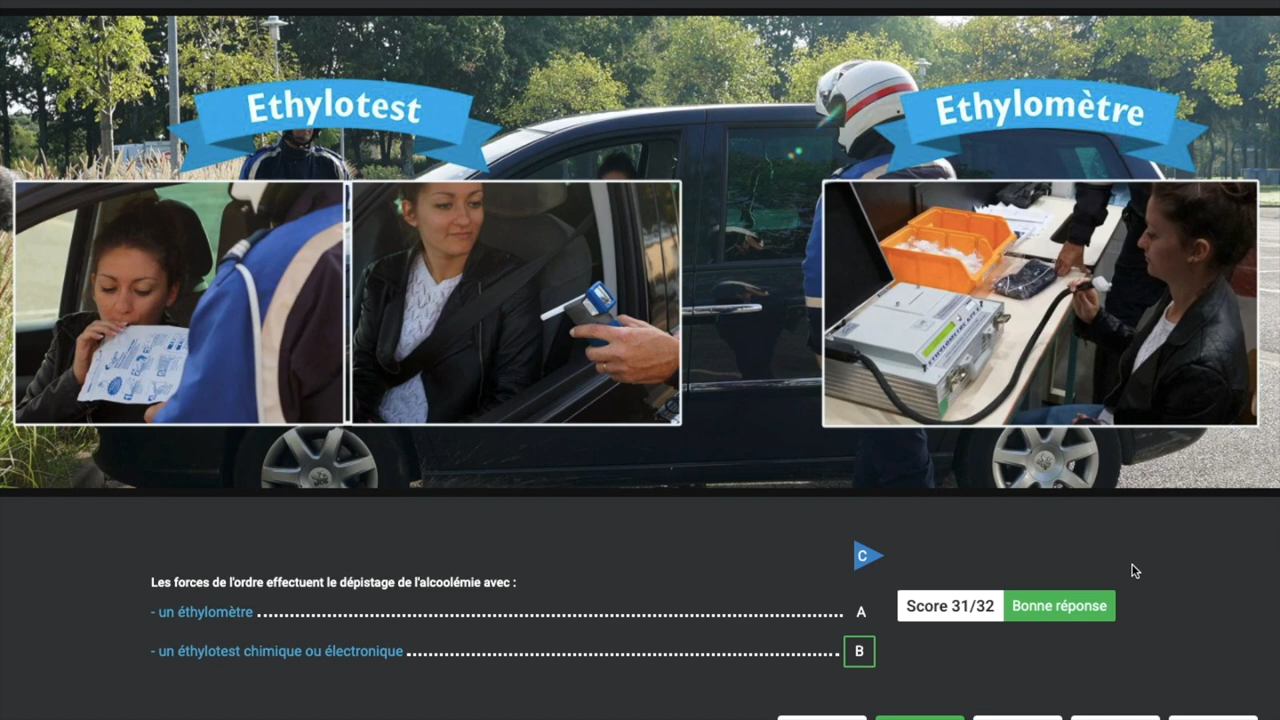 Ethylotest
Ethylomètre
C
Les forces de l'ordre effectuent le dépistage de l'alcoolémie avec :
- un éthylomètre ........ A
- un éthylotest chimique ou électronique ........ B
Score 31/32 Bonne réponse